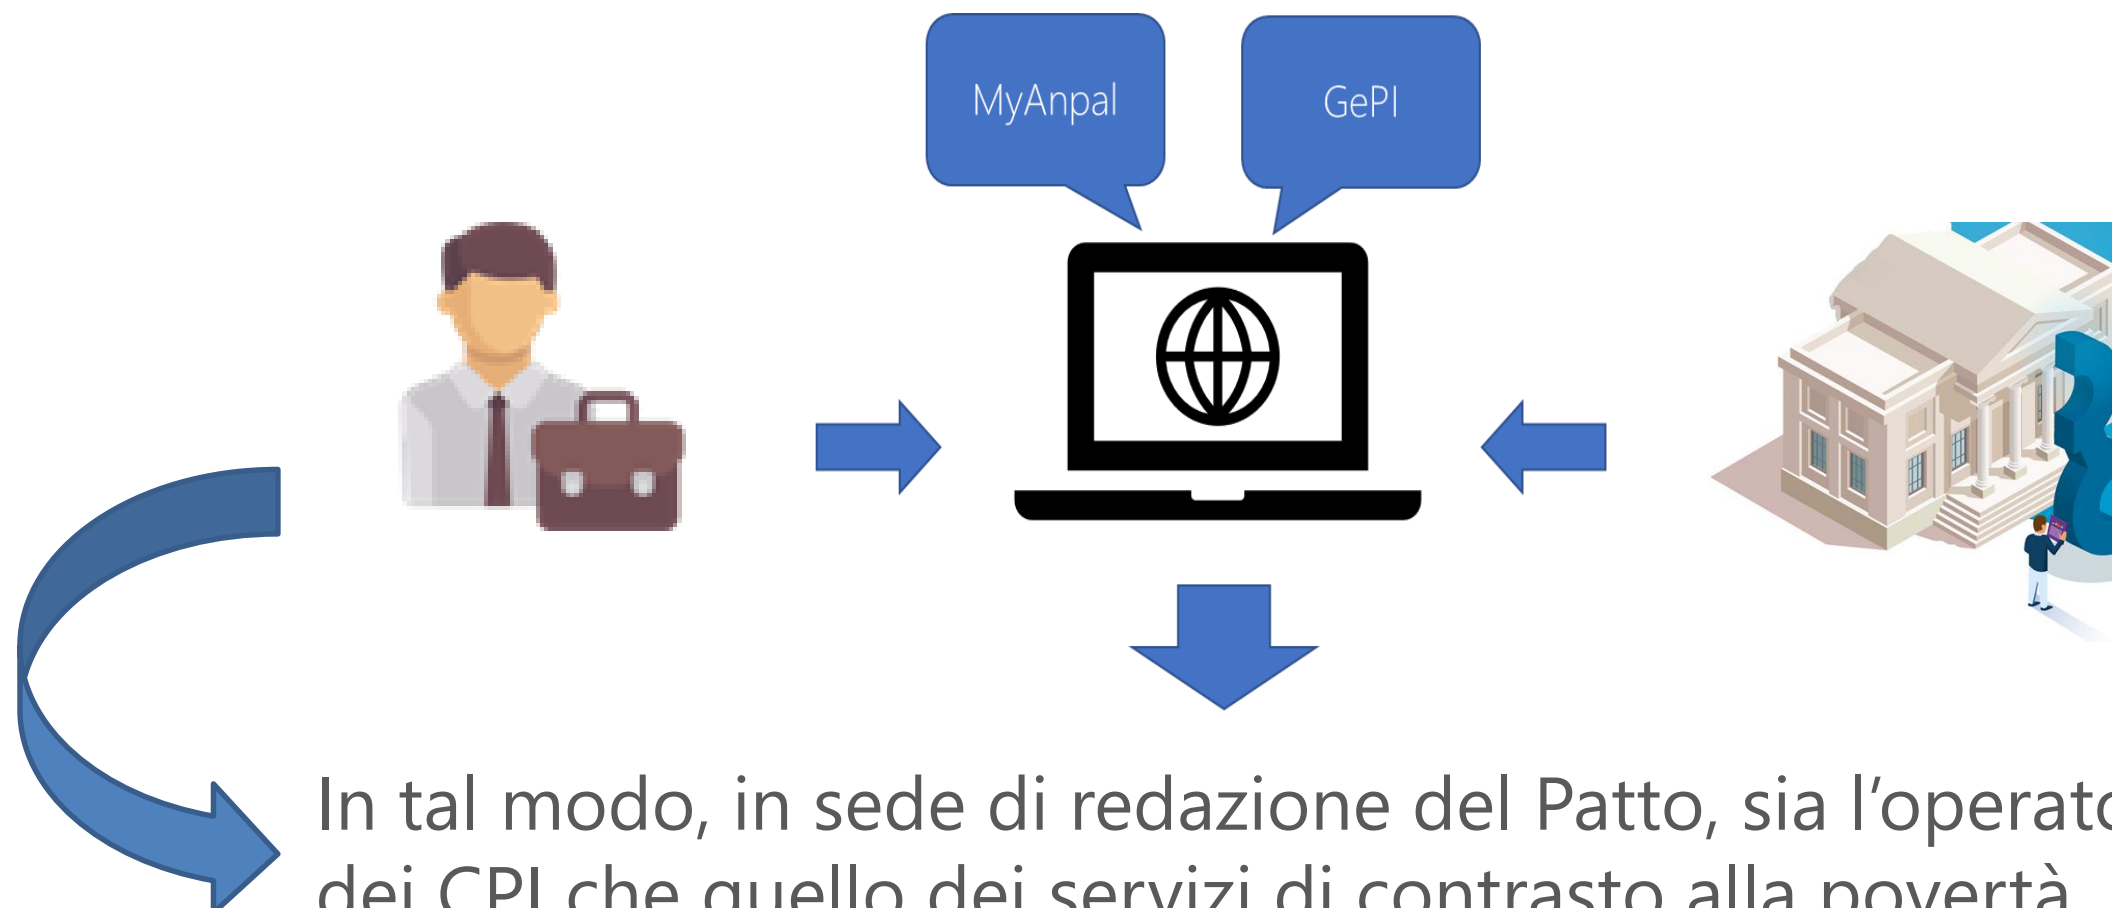 MyAnpal
GePI
In tal modo, in sede di redazione del Patto, sia l’operato
dei CPI che quello dei servizi di contrasto alla povertà